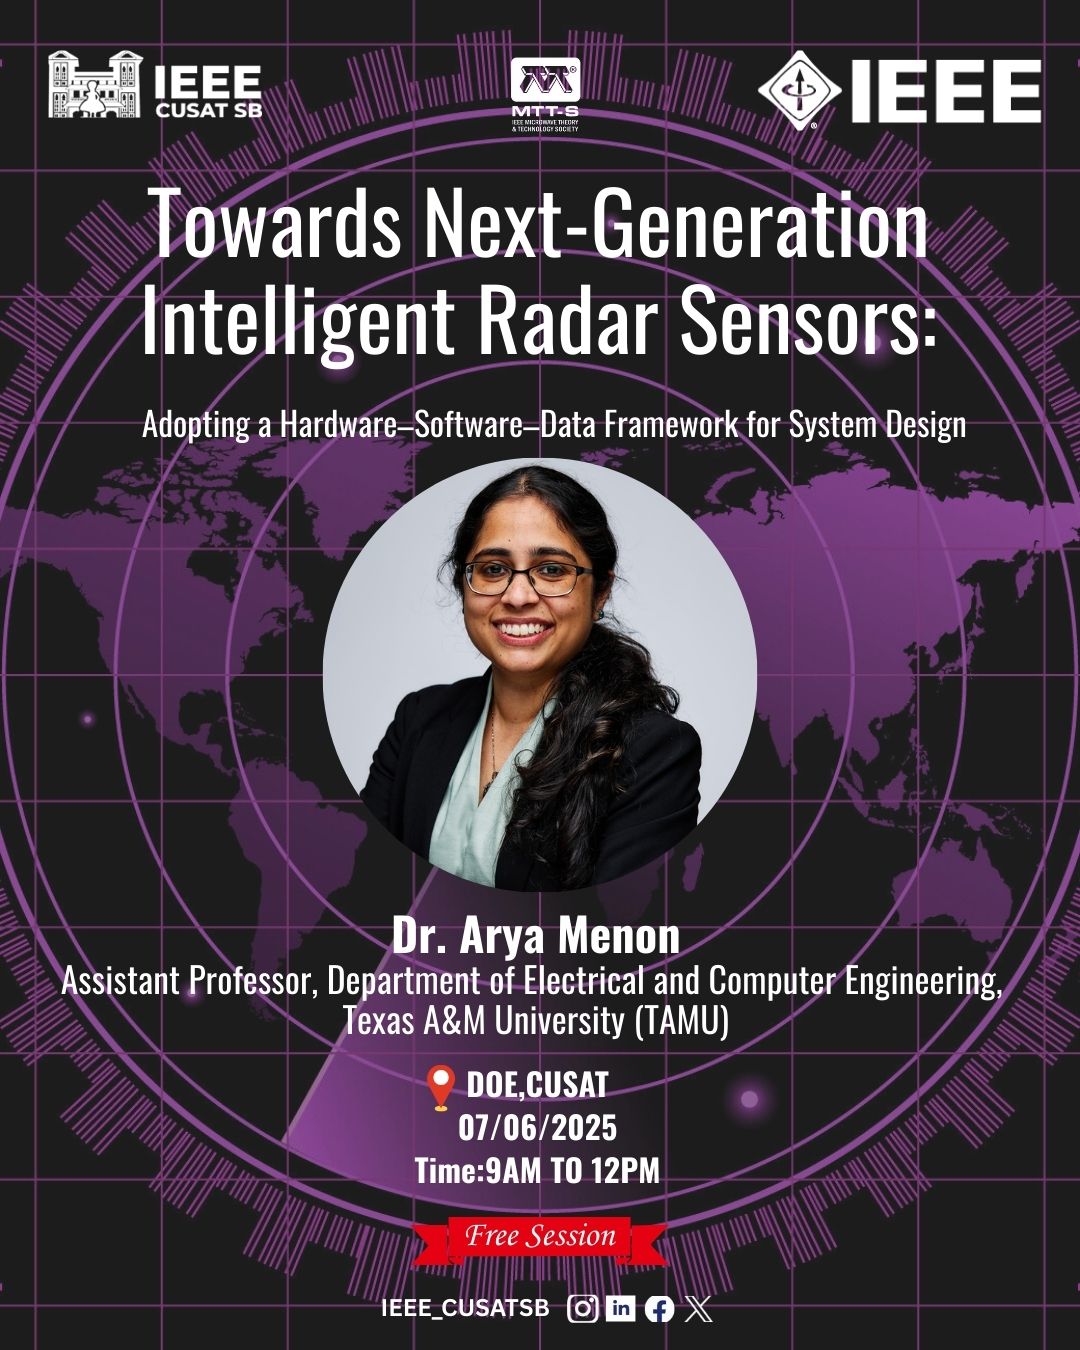 IEEE
CUSAT SB
MTT-S
IEEE MICROWAVE THEORY
& TECHNOLOGY SOCIETY
IEEE
Towards Next-Generation
Intelligent Radar Sensors:
Adopting a Hardware–Software–Data Framework for System Design
Dr. Arya Menon
Assistant Professor, Department of Electrical and Computer Engineering,
Texas A&M University (TAMU)
DOE,CUSAT
07/06/2025
Time:9AM TO 12PM
Free Session
IEEE_CUSATSB